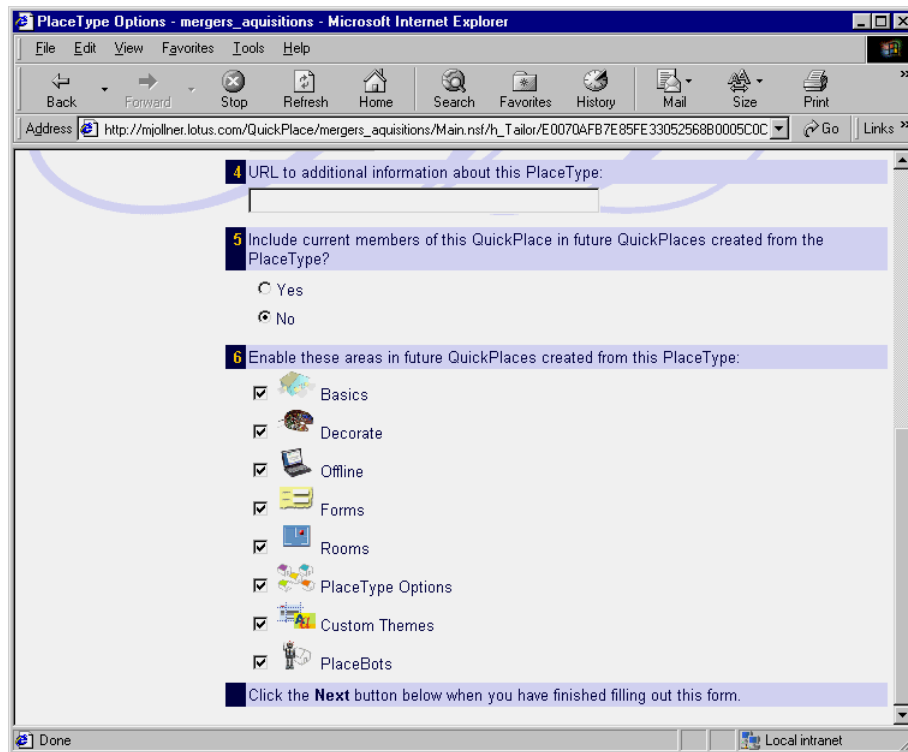 PlaceType Options - mergers_aquisitions - Microsoft Internet Explorer
File Edit View Favorites Tools Help
Back Forward Stop Refresh Home Search Favorites History Mail Size Print »
Address http://mjollner.lotus.com/QuickPlace/mergers_aquisitions/Main.nsf/h_Tailor/E0070AFB7E85FE33052568B0005C0C Go Links »
4 URL to additional information about this PlaceType:
5 Include current members of this QuickPlace in future QuickPlaces created from the
PlaceType?
Yes
No
6 Enable these areas in future QuickPlaces created from this PlaceType:
Basics
Decorate
Offline
Forms
Rooms
PlaceType Options
Custom Themes
PlaceBots
Click the Next button below when you have finished filling out this form.
Done Local intranet